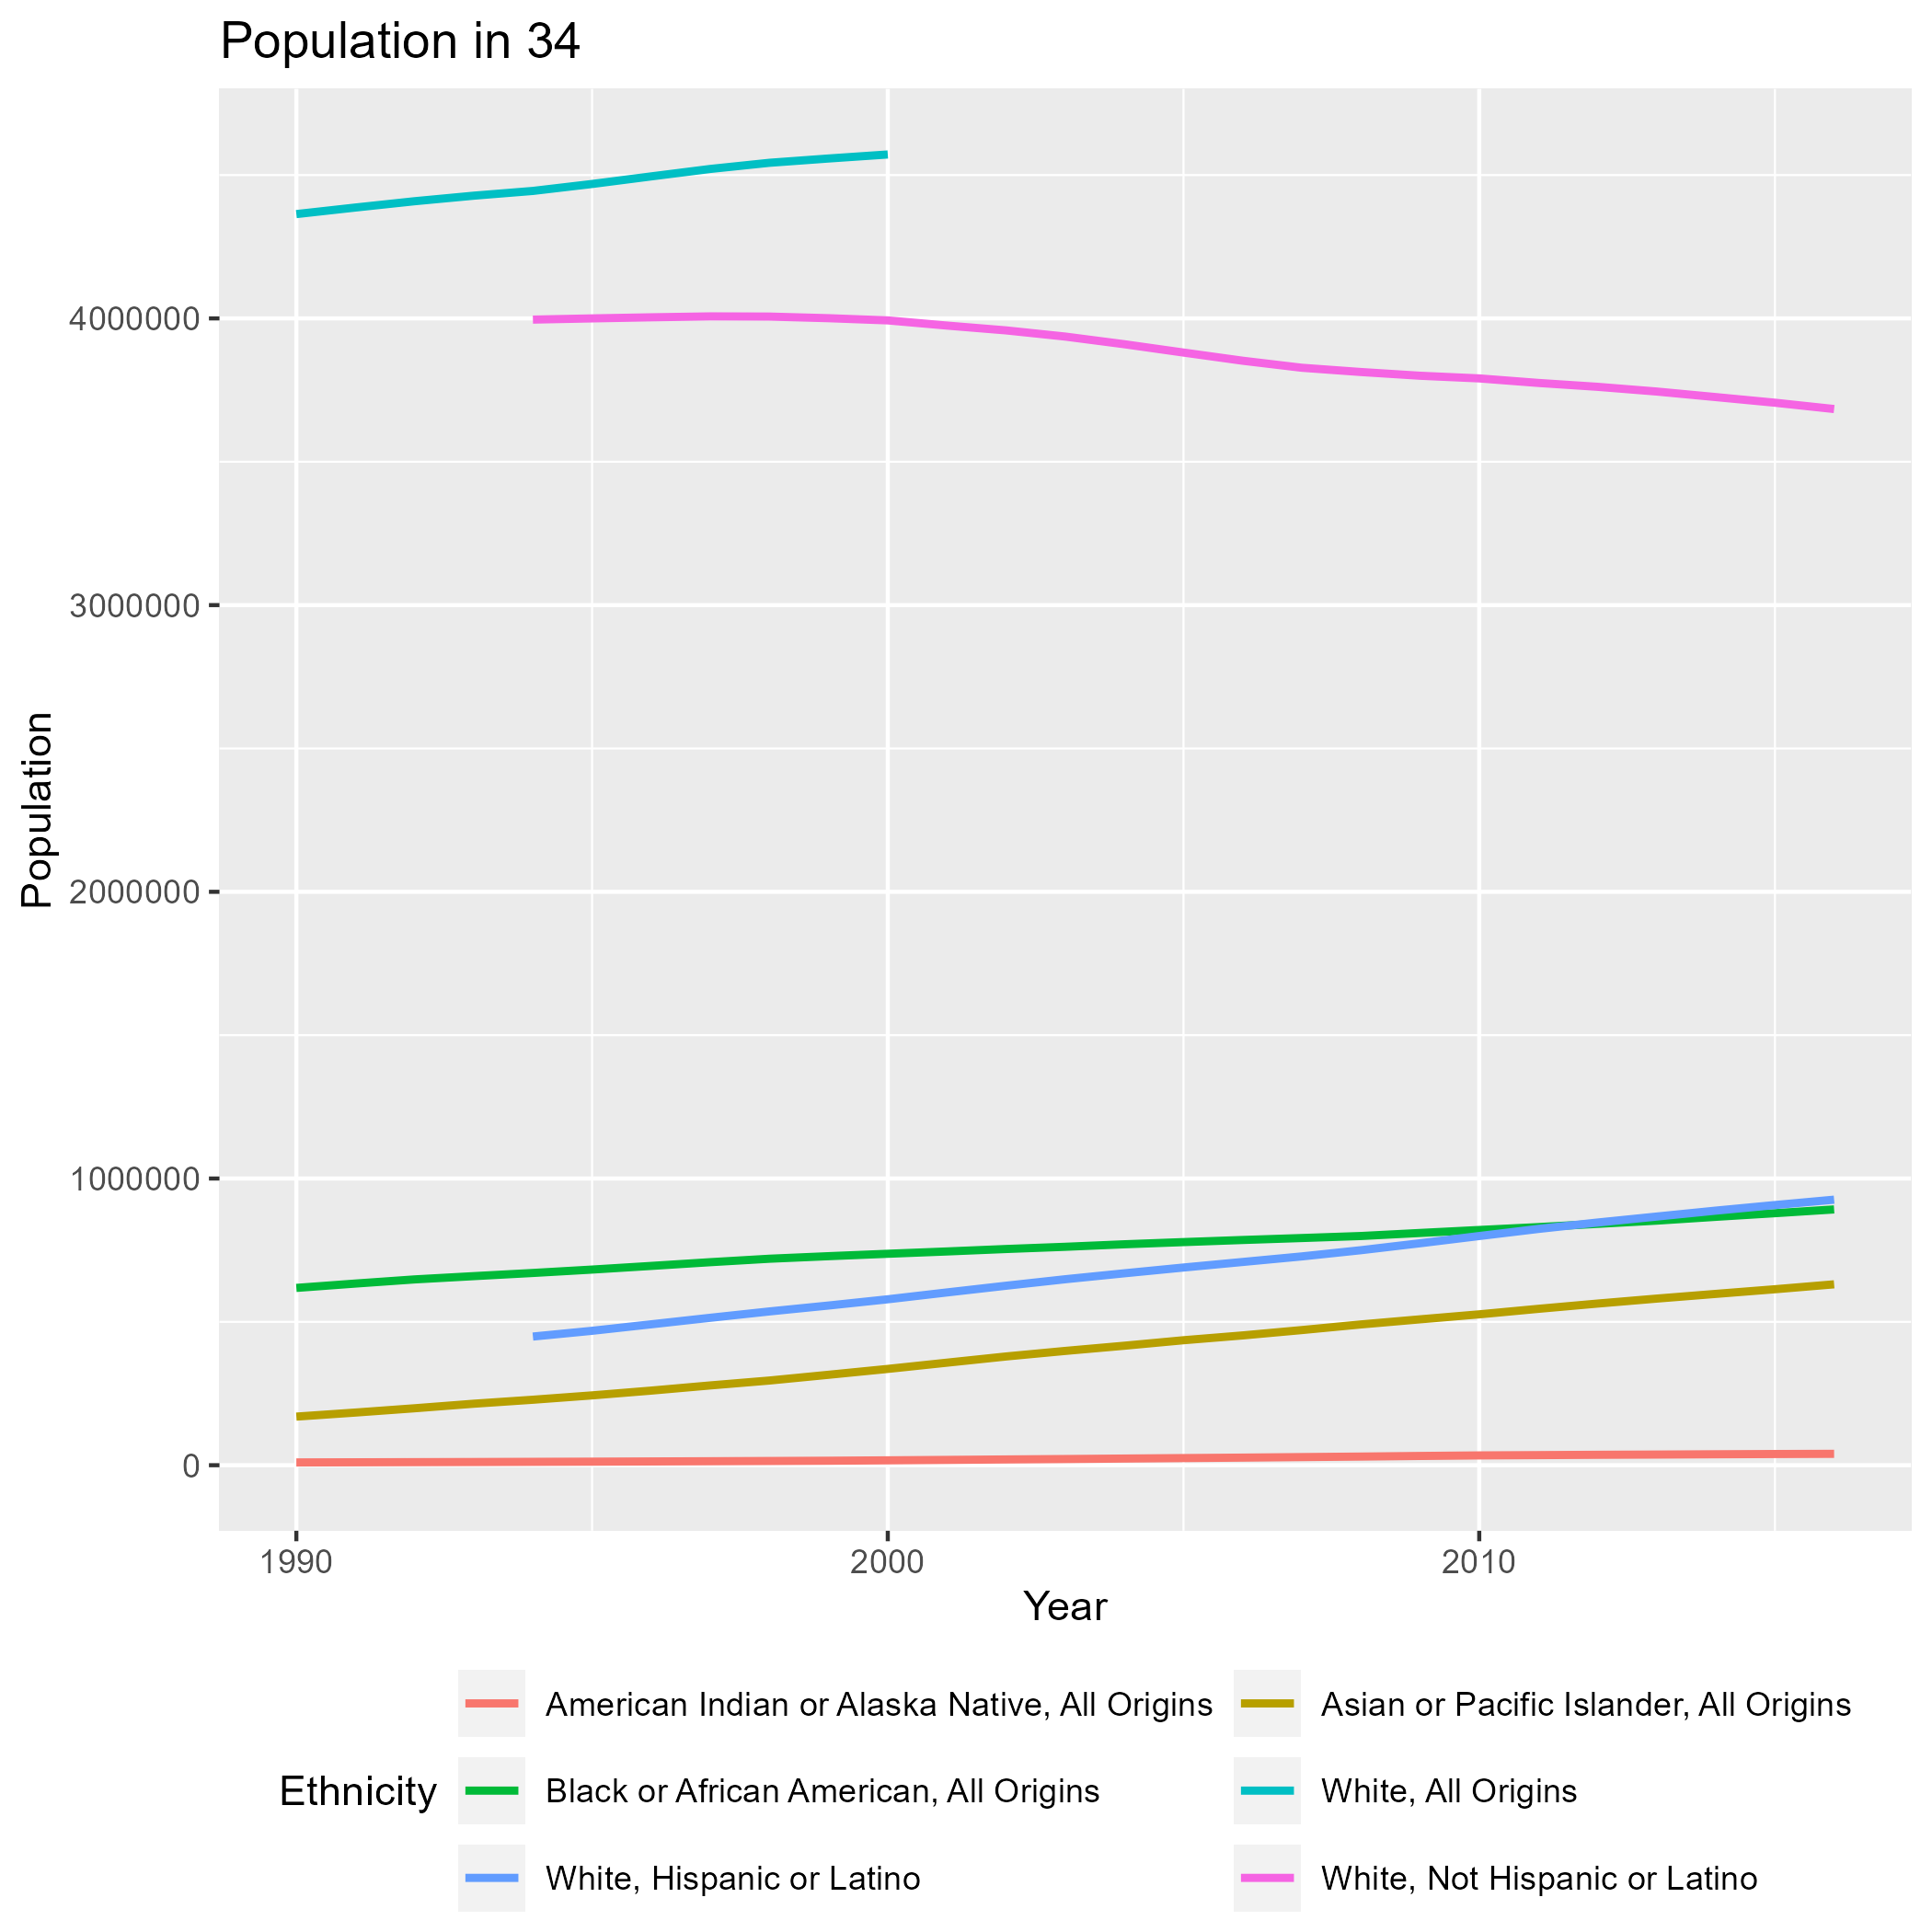 Population in 34
Population
4000000
3000000
2000000
1000000
0
1990 2000 2010
Year
Ethnicity
American Indian or Alaska Native, All Origins
Asian or Pacific Islander, All Origins
Black or African American, All Origins
White, All Origins
White, Hispanic or Latino
White, Not Hispanic or Latino